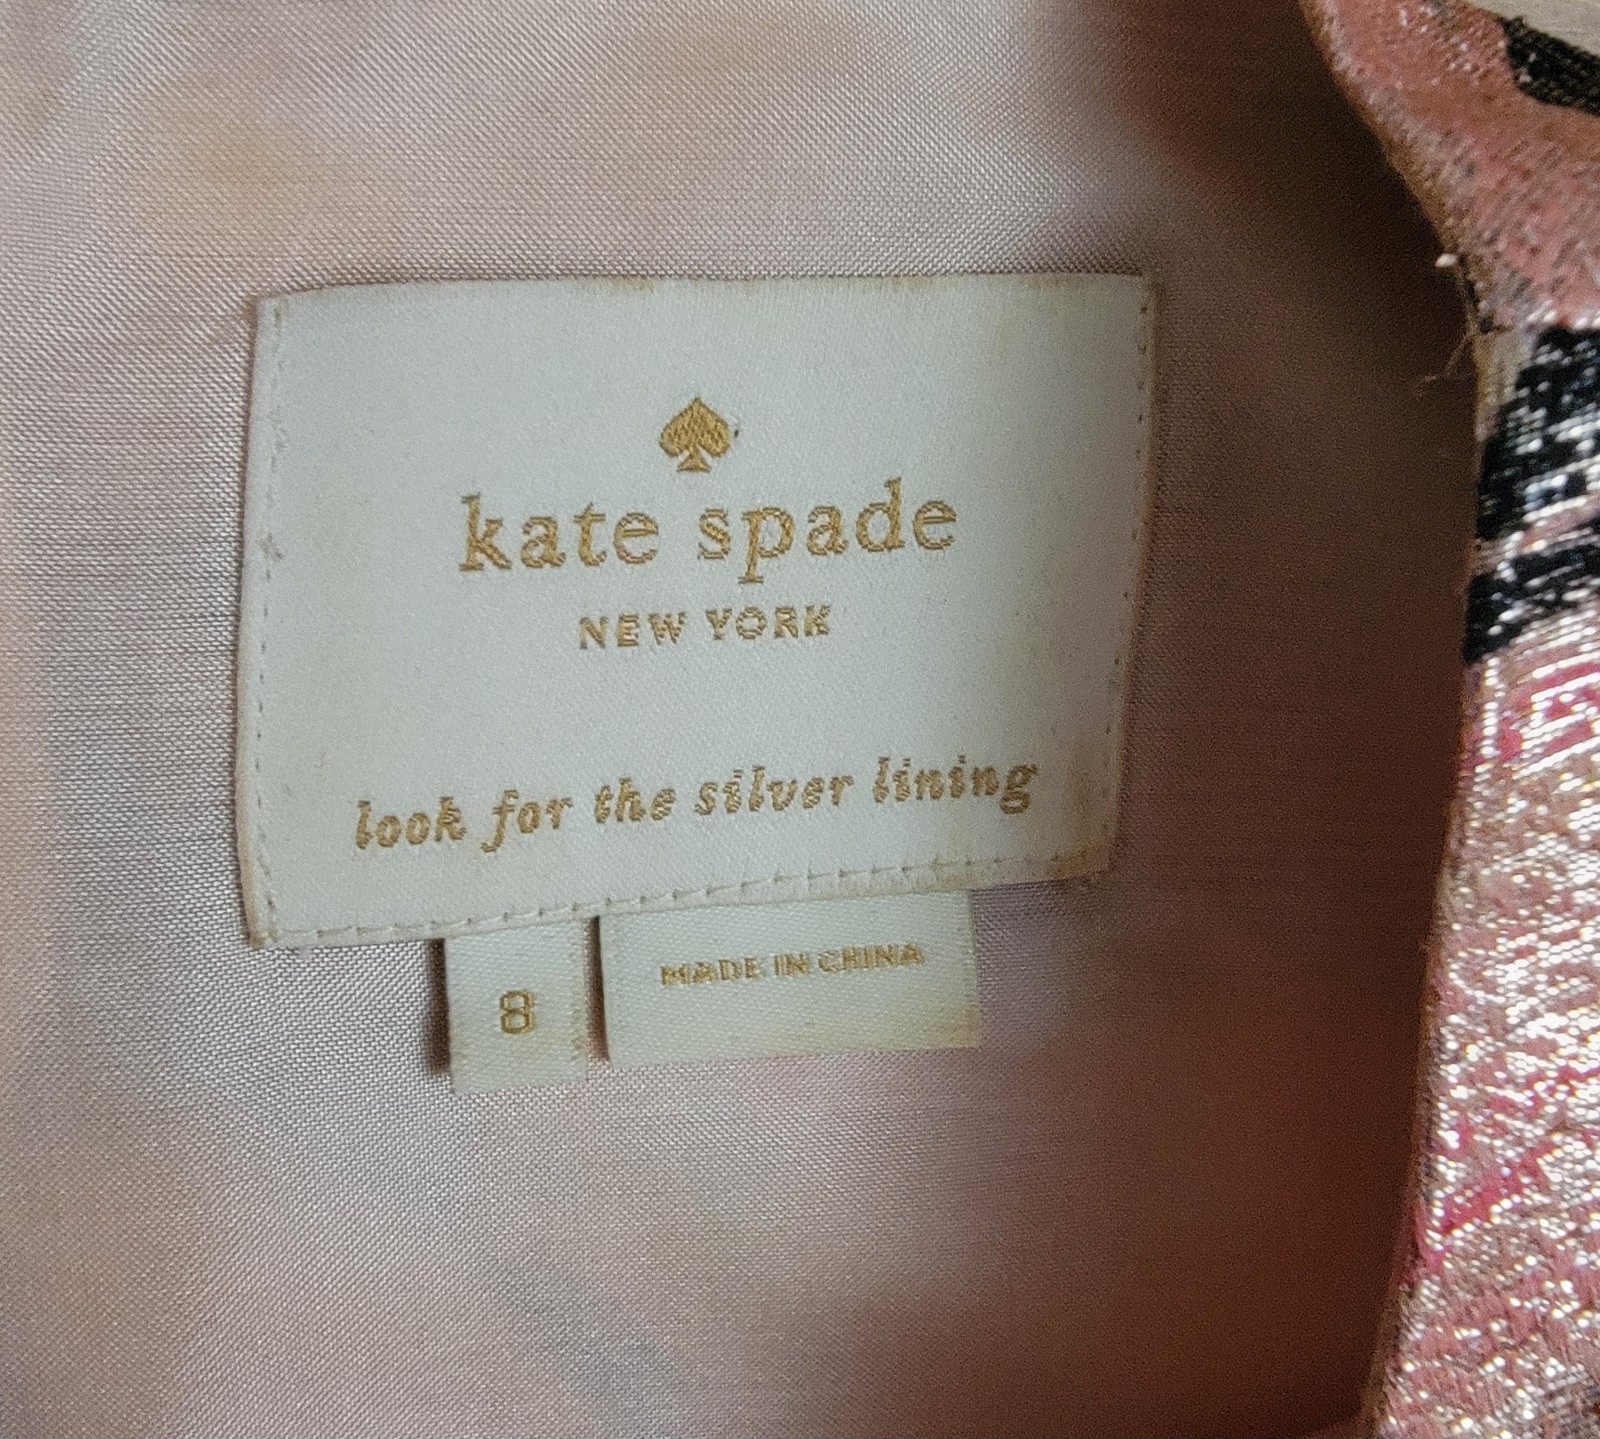 kate spade
NEW YORK
look for the silver lining
8
MADE IN CHINA